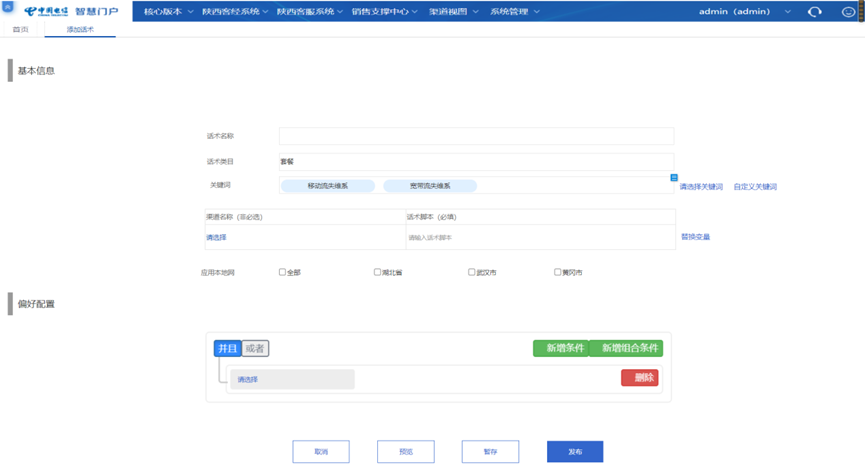 中国电信 智慧门户 核心版本 陕西客经系统 陕西客服系统 销售支撑中心 渠道视图 系统管理 admin（admin）
首页 添加话术
基本信息
话术名称
话术类目 套餐
关键词 移动流失维系 宽带流失维系 请选择关键词 自定义关键词
渠道名称（非必选） 话术脚本（必填）
请选择 请输入话术脚本 替换变量
应用本地网 全部 湖北省 武汉市 黄冈市
偏好配置
并且 或者 新增条件 新增组合条件
请选择 删除
取消 预览 暂存 发布